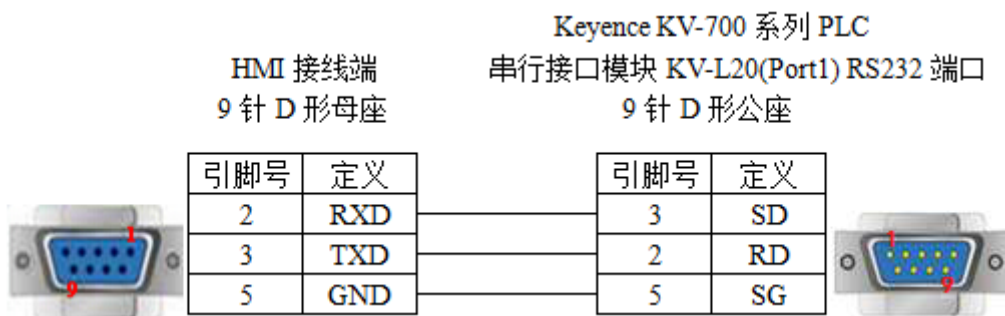 Keyence KV-700 系列 PLC
HMI 接线端 串行接口模块 KV-L20(Port1) RS232 端口
9 针 D 形母座 9 针 D 形公座
引脚号 定义 引脚号 定义
2 RXD 3 SD
3 TXD 2 RD
5 GND 5 SG
1 1
9 9